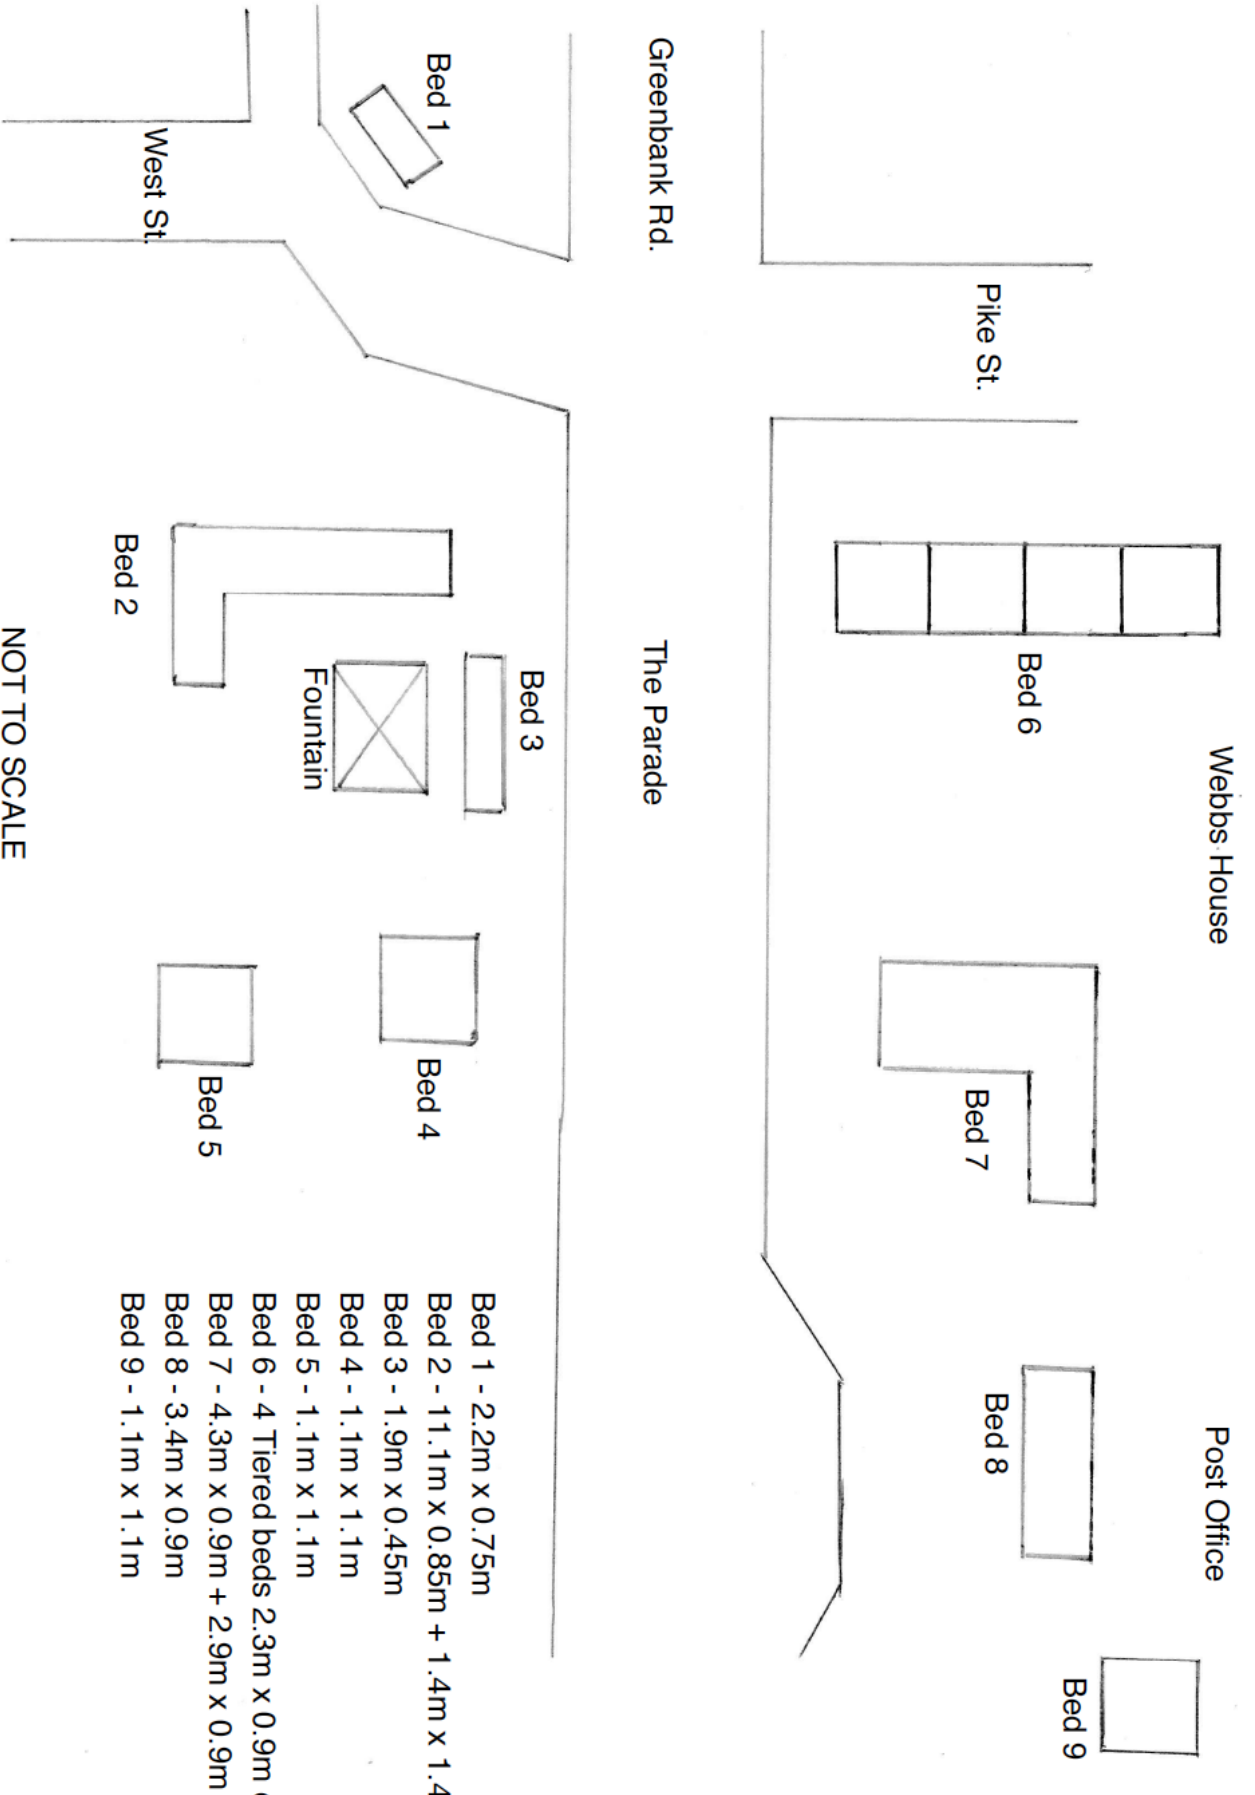 Webbs House
Post Office
Pike St.
Bed 6
Bed 7
Bed 8
Bed 9
Greenbank Rd.
The Parade
Bed 1
Bed 3
Fountain
Bed 4
Bed 5
West St.
Bed 2
Bed 1 - 2.2m x 0.75m
Bed 2 - 11.1m x 0.85m + 1.4m x 1.4
Bed 3 - 1.9m x 0.45m
Bed 4 - 1.1m x 1.1m
Bed 5 - 1.1m x 1.1m
Bed 6 - 4 Tiered beds 2.3m x 0.9m
Bed 7 - 4.3m x 0.9m + 2.9m x 0.9m
Bed 8 - 3.4m x 0.9m
Bed 9 - 1.1m x 1.1m
NOT TO SCALE